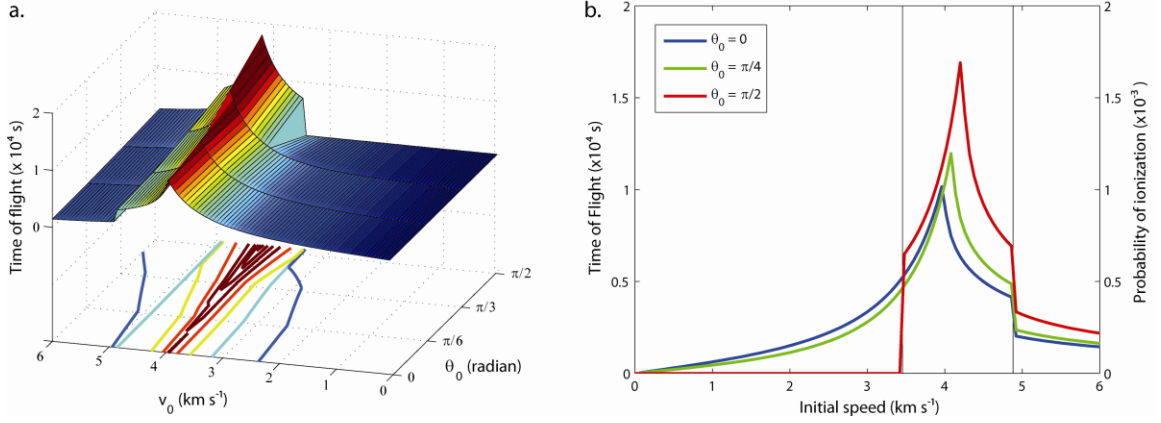 a.
Time of flight (x 10⁴ s)
2
1
0
6
5
4
3
2
1
0
v₀ (km s⁻¹)
π/2
π/3
π/6
0
θ₀ (radian)
b.
Time of Flight (x10⁴ s)
2
1.5
1
0.5
0
θ₀ = 0
θ₀ = π/4
θ₀ = π/2
0
1
2
3
4
5
6
Initial speed (km s⁻¹)
2
1.5
1
0.5
0
Probability of ionization (x10⁻³)